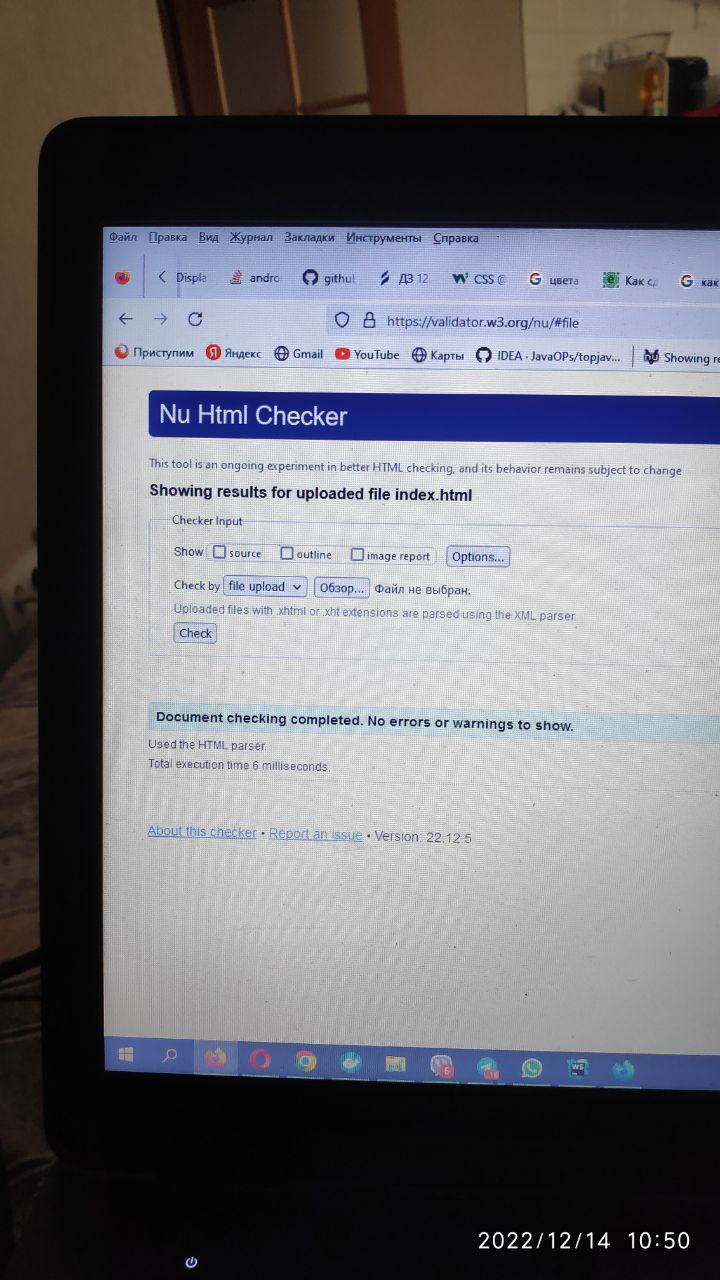 Файл Правка Вид Журнал Закладки Инструменты Справка
Displa andro githul ДЗ 12. CSS цвета Как сд G как
https://validator.w3.org/nu/#file
Приступим Яндекс Gmail YouTube Карты IDEA · JavaOPs/topjav... Showing re
Nu Html Checker
This tool is an ongoing experiment in better HTML checking, and its behavior remains subject to change
Showing results for uploaded file index.html
Checker Input
Show source outline image report Options...
Check by file upload Обзор... Файл не выбран.
Uploaded files with .xhtml or .xht extensions are parsed using the XML parser.
Check
Document checking completed. No errors or warnings to show.
Used the HTML parser.
Total execution time 6 milliseconds.
About this checker • Report an issue • Version: 22.12.5
2022/12/14 10:50